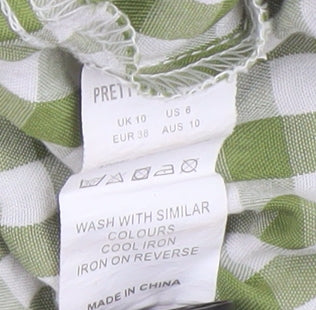 UK 10 US 6
EUR 38 AUS 10
WASH WITH SIMILAR
COLOURS
COOL IRON
IRON ON REVERSE
MADE IN CHINA